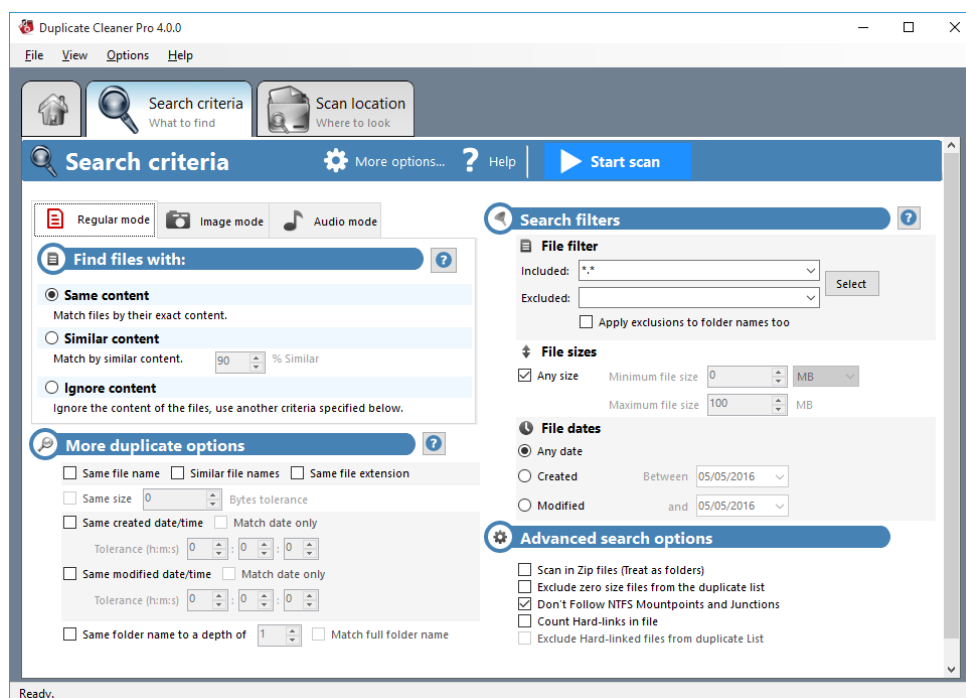 Duplicate Cleaner Pro 4.0.0
File View Options Help
Search criteria
What to find
Scan location
Where to look
Search criteria
More options...
? Help
Start scan
Regular mode
Image mode
Audio mode
Find files with:
?
Same content
Match files by their exact content.
Similar content
Match by similar content. 90 % Similar
Ignore content
Ignore the content of the files, use another criteria specified below.
More duplicate options
?
Same file name Similar file names Same file extension
Same size 0 Bytes tolerance
Same created date/time Match date only
Tolerance (h:m:s) 0 : 0 : 0
Same modified date/time Match date only
Tolerance (h:m:s) 0 : 0 : 0
Same folder name to a depth of 1 Match full folder name
Search filters
?
File filter
Included: *.*
Select
Excluded:
Apply exclusions to folder names too
File sizes
Any size Minimum file size 0 MB
Maximum file size 100 MB
File dates
Any date
Created Between 05/05/2016
Modified and 05/05/2016
Advanced search options
Scan in Zip files (Treat as folders)
Exclude zero size files from the duplicate list
Don't Follow NTFS Mountpoints and Junctions
Count Hard-links in file
Exclude Hard-linked files from duplicate List
Ready.